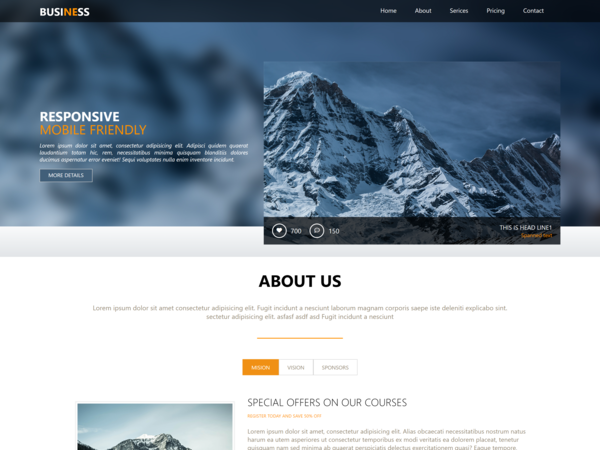 BUSINESS
Home About Serices Pricing Contact
RESPONSIVE
MOBILE FRIENDLY
Lorem ipsum dolor sit amet, consectetur adipisicing elit. Adipisci quidem quaerat
laudantium totam hic, rem, necessitatibus minima quisquam blanditiis dolores
ducimus aspernatur error eveniet! Sequi voluptates nulla enim inventore incidunt.
MORE DETAILS
700 150
THIS IS HEAD LINE1
ABOUT US
Lorem ipsum dolor sit amet consectetur adipisicing elit. Fugit incidunt a nesciunt laborum magnam corporis saepe iste deleniti explicabo sint.
sectetur adipisicing elit. asfasf asdf asd Fugit incidunt a nesciunt
MISION VISION SPONSORS
SPECIAL OFFERS ON OUR COURSES
REGISTER TODAY AND SAVE 50% OFF
Lorem ipsum dolor sit amet consectetur adipisicing elit. Alias obcaecati necessitatibus nostrum natus
harum ea utem asperiores ut consectetur temporibus ex modi in dolorem placeat, tenetur
quisquam amet minima ab quaerat perspiciatis delectus exercitationem quasi? Eaque tempore.